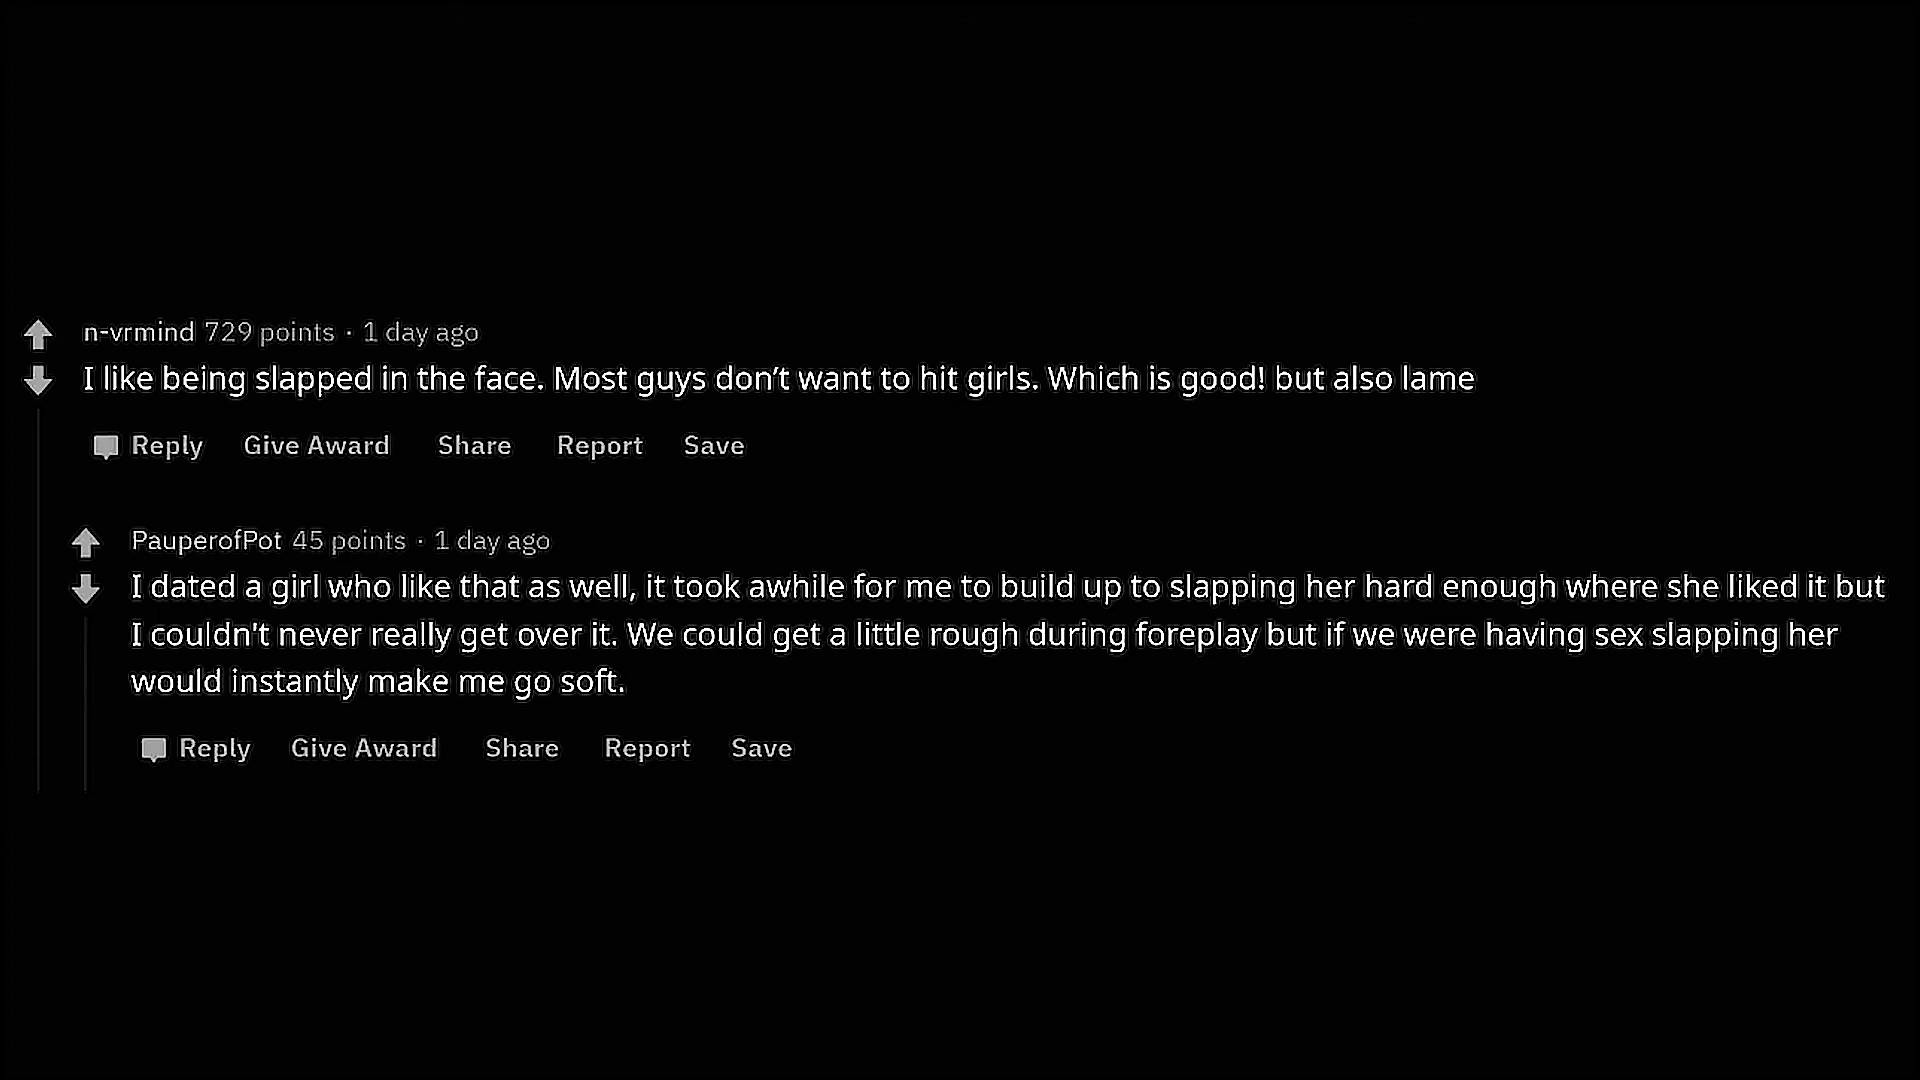 n-vrmind 729 points · 1 day ago
I like being slapped in the face. Most guys don't want to hit girls. Which is good! but also lame
Reply Give Award Share Report Save
PauperofPot 45 points · 1 day ago
I dated a girl who like that as well, it took awhile for me to build up to slapping her hard enough where she liked it but
I couldn't never really get over it. We could get a little rough during foreplay but if we were having sex slapping her
would instantly make me go soft.
Reply Give Award Share Report Save